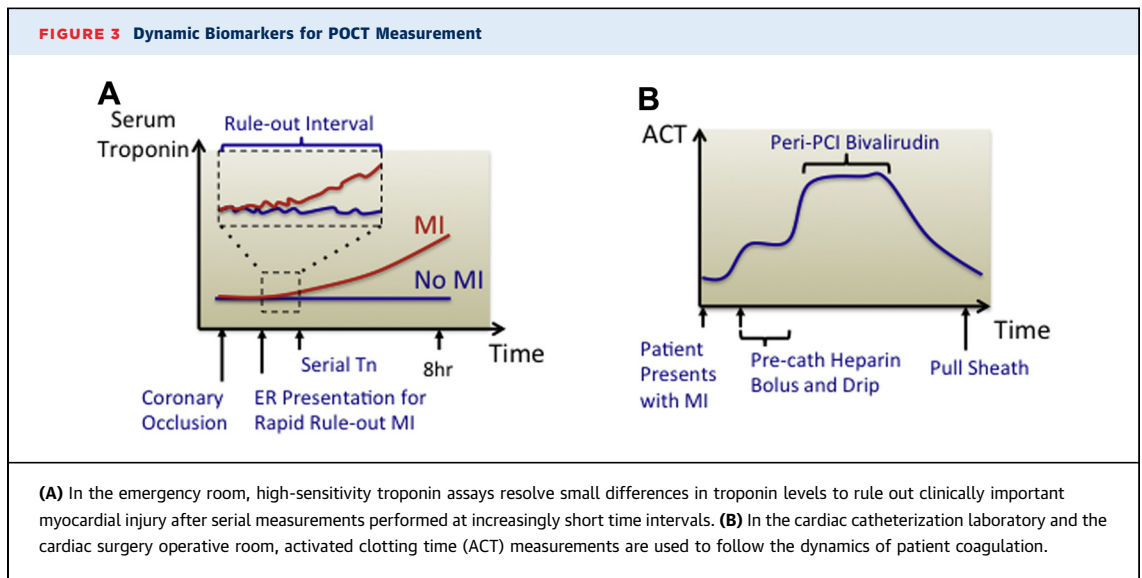 FIGURE 3 Dynamic Biomarkers for POCT Measurement
A
Serum
Troponin
Rule-out Interval
MI
No MI
Time
Serial Tn
8hr
Coronary
Occlusion
ER Presentation for
Rapid Rule-out MI
B
ACT
Peri-PCI Bivalirudin
Time
Patient
Presents
with MI
Pre-cath Heparin
Bolus and Drip
Pull Sheath
(A) In the emergency room, high-sensitivity troponin assays resolve small differences in troponin levels to rule out clinically important
myocardial injury after serial measurements performed at increasingly short time intervals. (B) In the cardiac catheterization laboratory and the
cardiac surgery operative room, activated clotting time (ACT) measurements are used to follow the dynamics of patient coagulation.